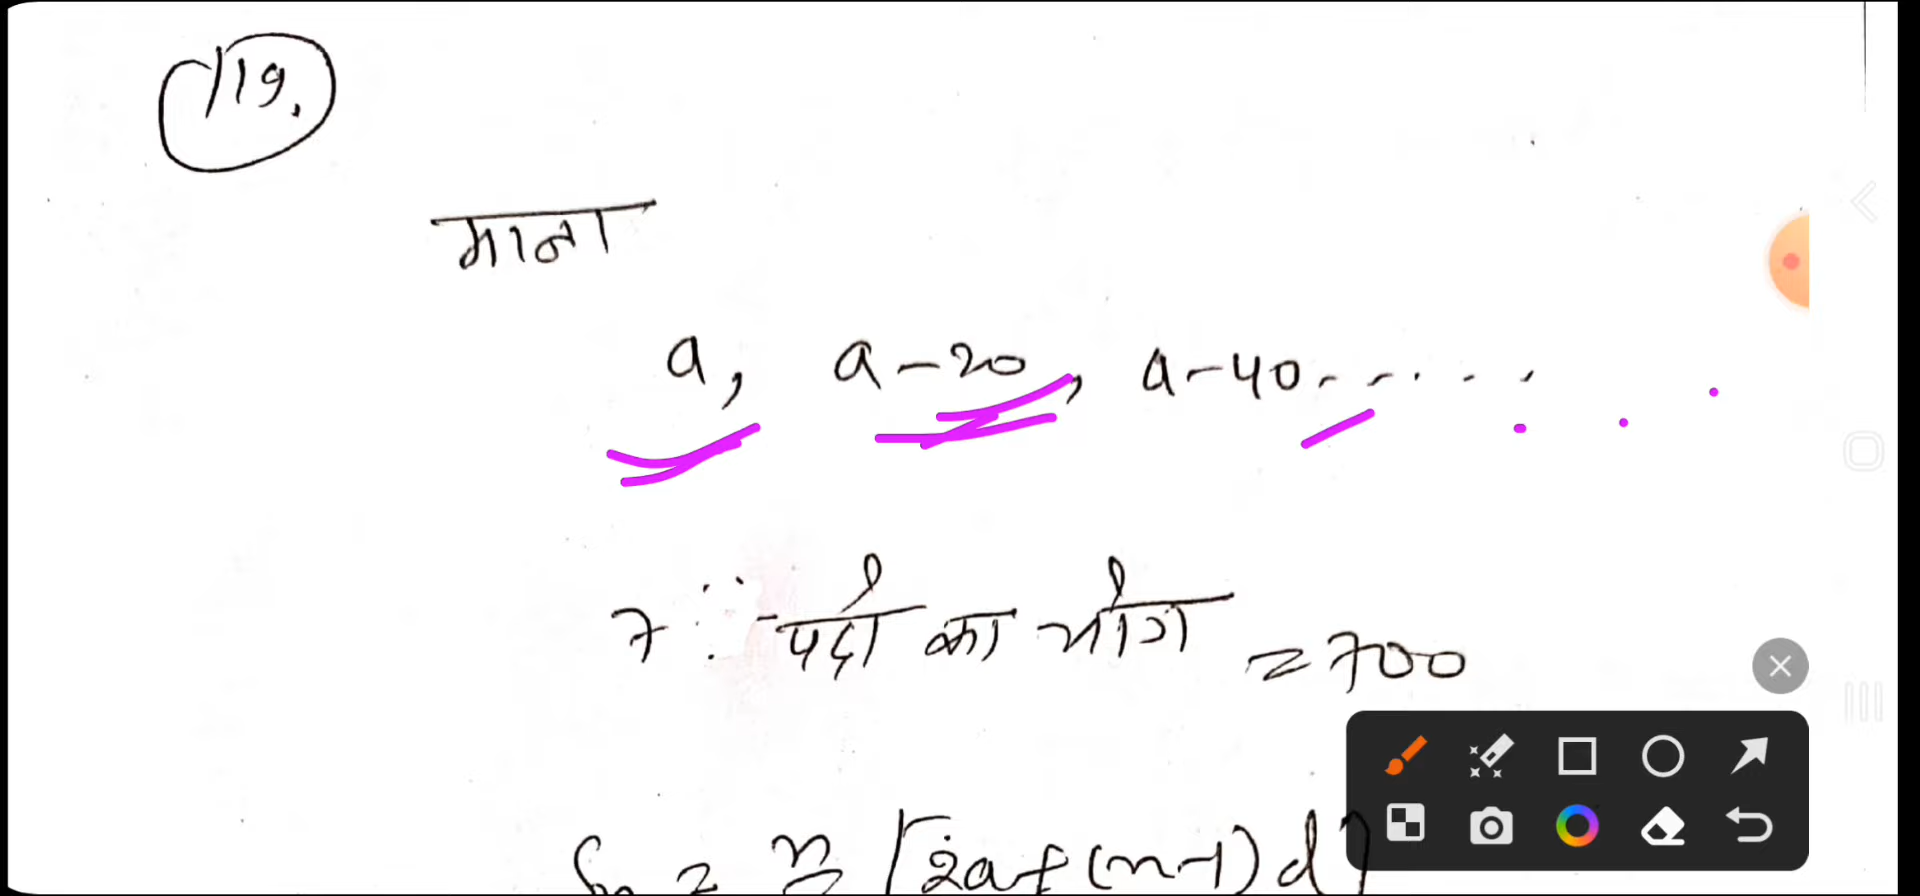 119.
माना
a, a-20, a-40.....
7 पदों का योग = 700
Sn = n/2 [2a+(n-1)d]